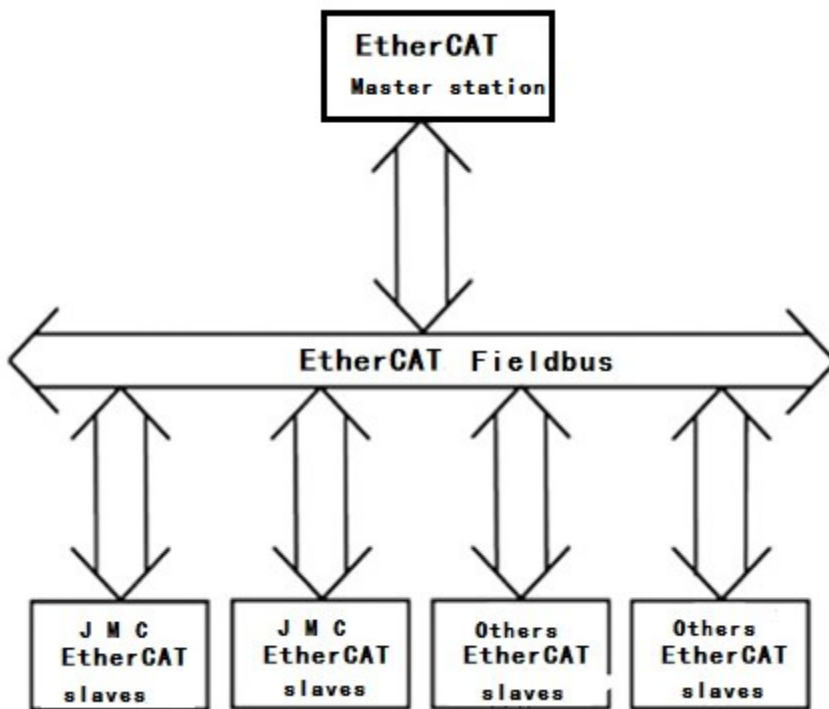 EtherCAT
Master station
EtherCAT Fieldbus
J M C
EtherCAT
slaves
J M C
EtherCAT
slaves
Others
EtherCAT
slaves
Others
EtherCAT
slaves